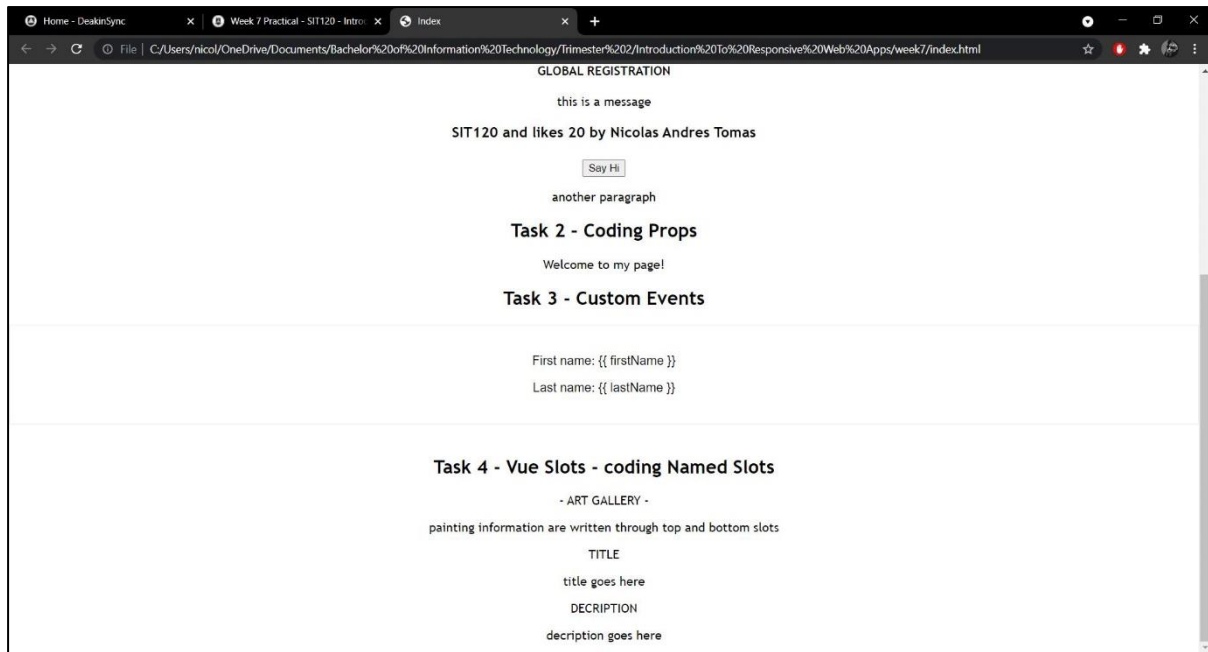 Home - DeakinSync
Week 7 Practical - SIT120 - Introc
Index
File | C:/Users/nicol/OneDrive/Documents/Bachelor%20of%20Information%20Technology/Trimester%202/Introduction%20To%20Responsive%20Web%20Apps/week7/index.html
GLOBAL REGISTRATION
this is a message
SIT120 and likes 20 by Nicolas Andres Tomas
Say Hi
another paragraph
Task 2 - Coding Props
Welcome to my page!
Task 3 - Custom Events
First name: {{ firstName }}
Last name: {{ lastName }}
Task 4 - Vue Slots - coding Named Slots
- ART GALLERY -
painting information are written through top and bottom slots
TITLE
title goes here
DECRIPTION
decription goes here